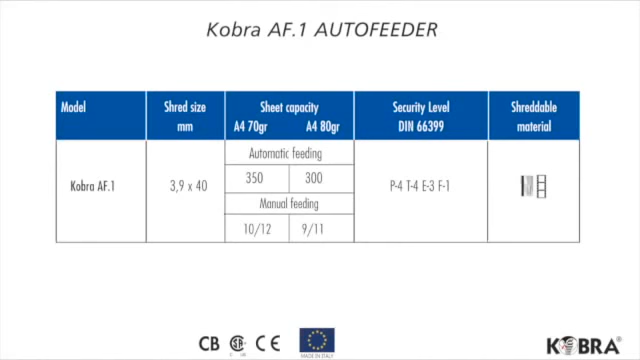 Kobra AF.1 AUTOFEEDER
Model
Shred size
mm
Sheet capacity
A4 70gr A4 80gr
Security Level
DIN 66399
Shreddable
material
Kobra AF.1
3,9 x 40
Automatic feeding
350 300
Manual feeding
10/12 9/11
P-4 T-4 E-3 F-1
CB SA CE
MADE IN ITALY
KOBRA®